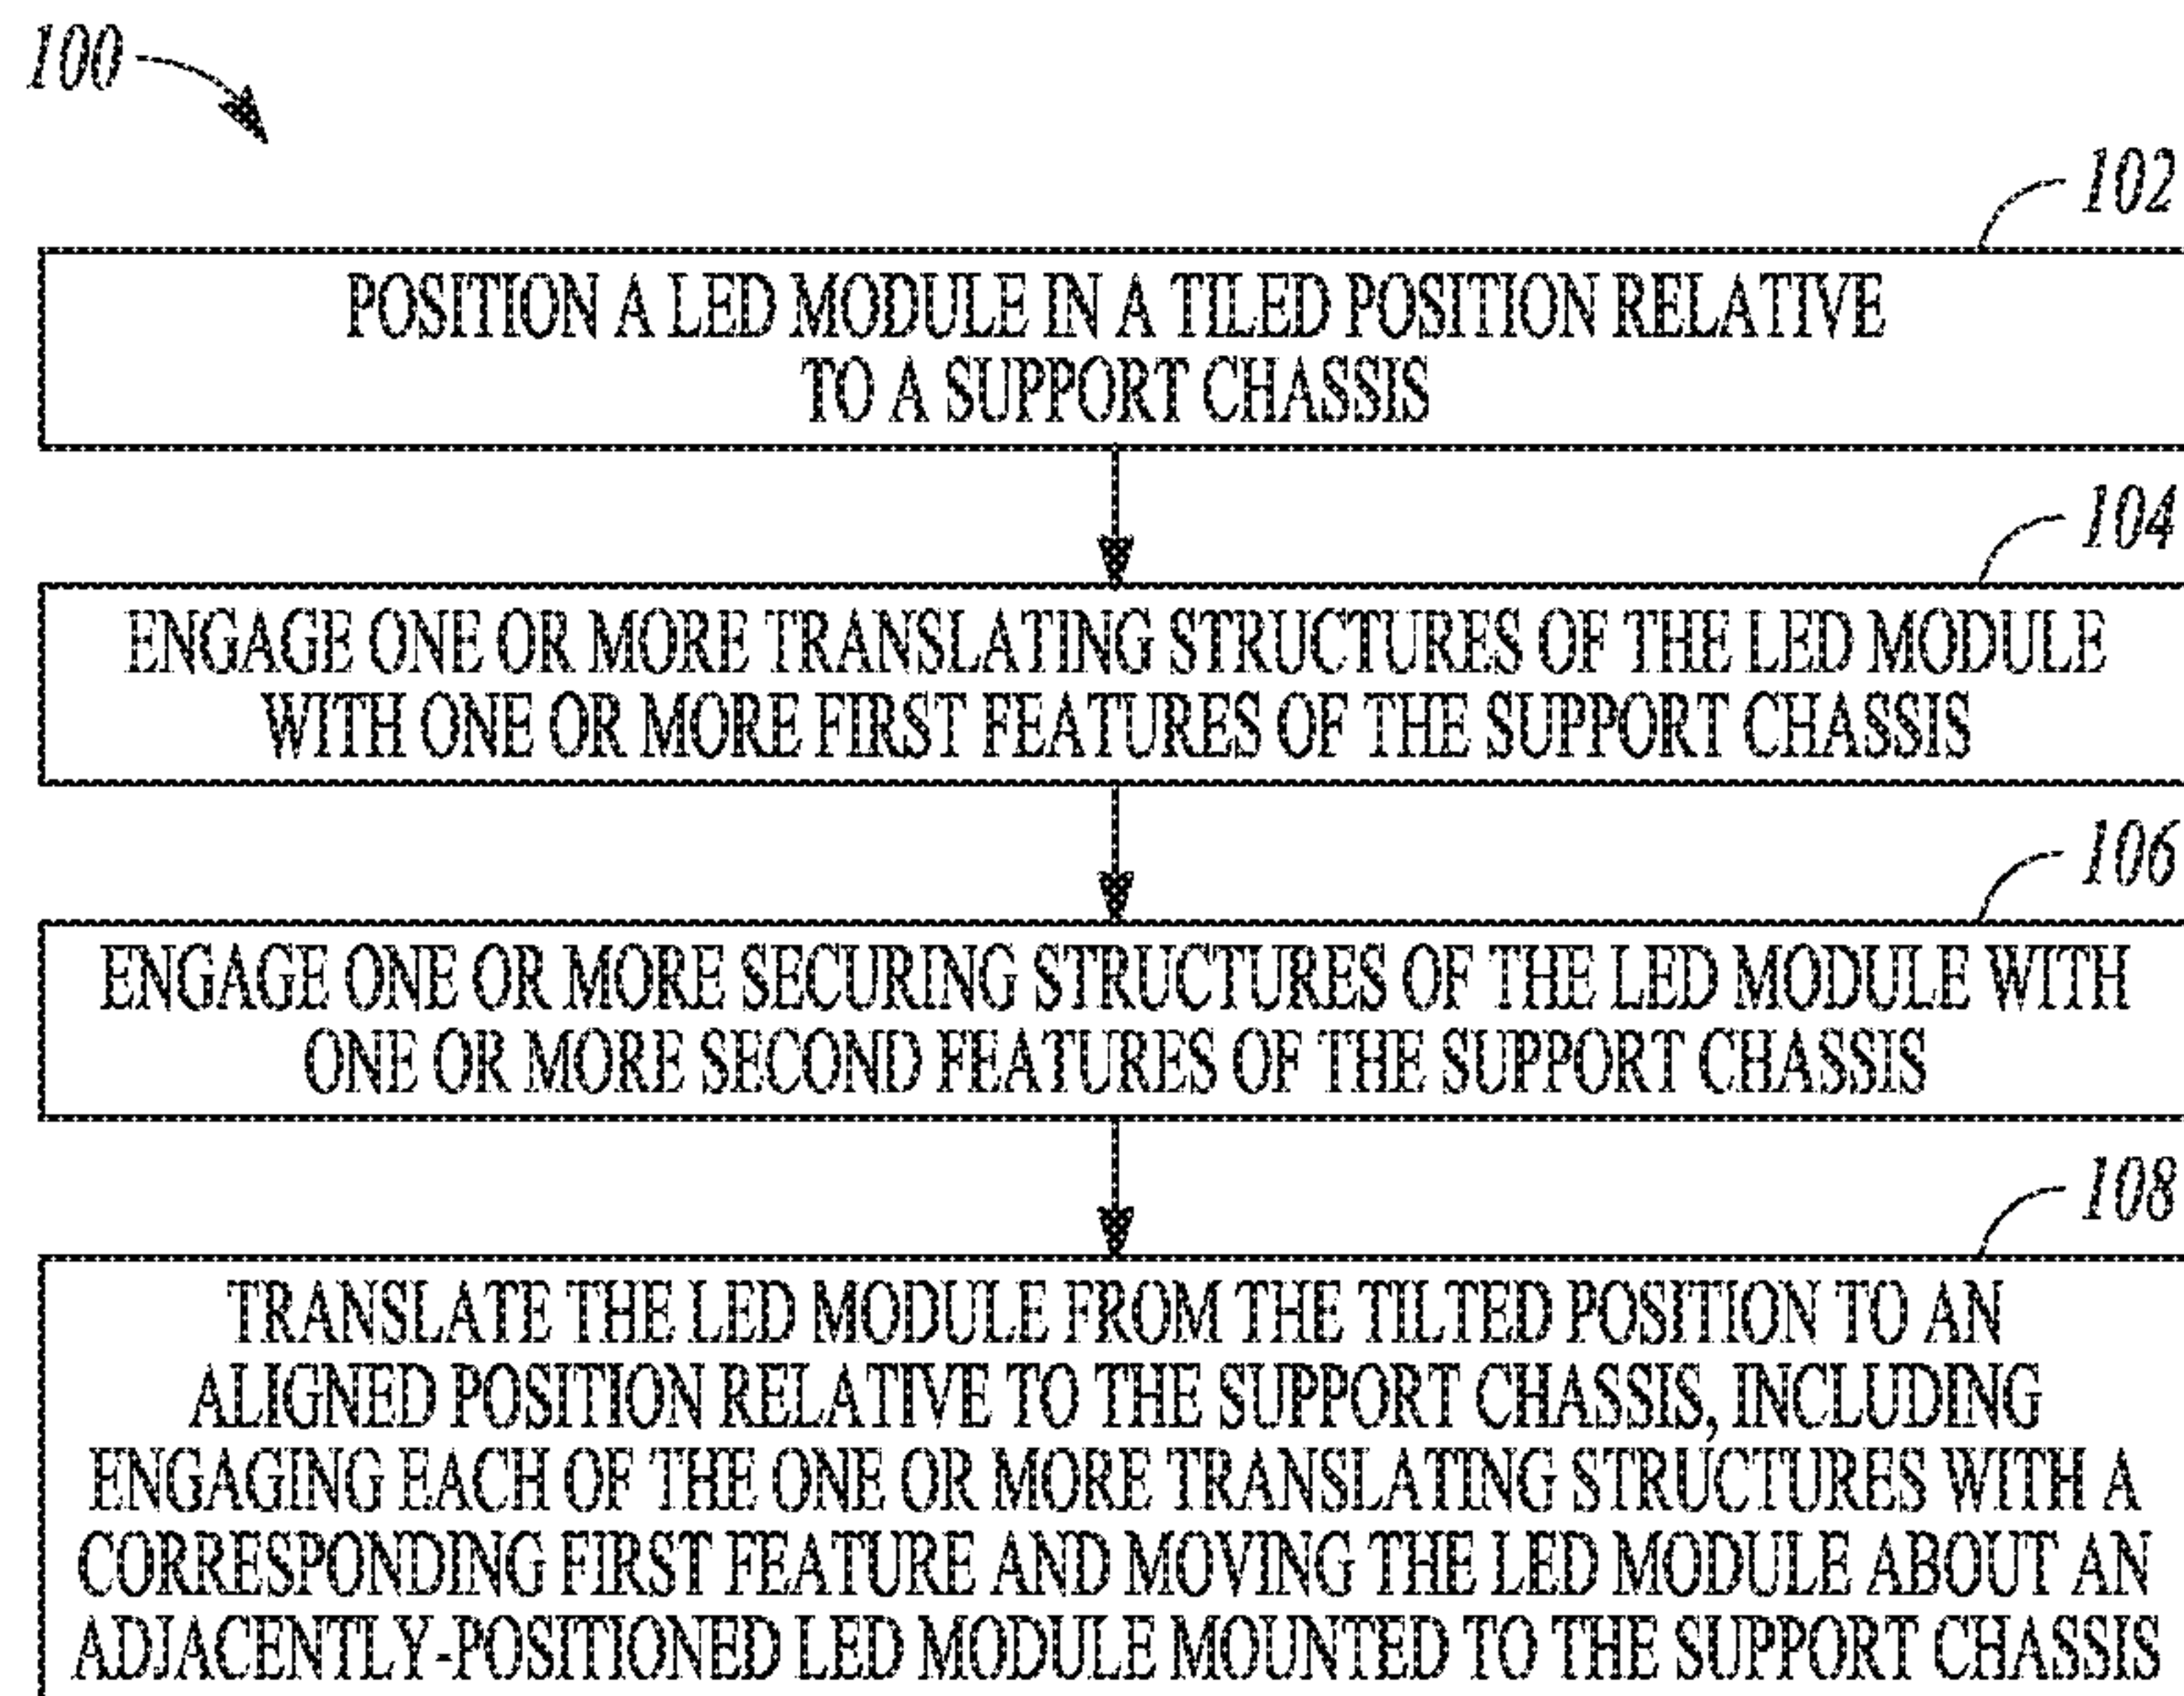 100
102
POSITION A LED MODULE IN A TILED POSITION RELATIVE
TO A SUPPORT CHASSIS
104
ENGAGE ONE OR MORE TRANSLATING STRUCTURES OF THE LED MODULE
WITH ONE OR MORE FIRST FEATURES OF THE SUPPORT CHASSIS
106
ENGAGE ONE OR MORE SECURING STRUCTURES OF THE LED MODULE WITH
ONE OR MORE SECOND FEATURES OF THE SUPPORT CHASSIS
108
TRANSLATE THE LED MODULE FROM THE TILTED POSITION TO AN
ALIGNED POSITION RELATIVE TO THE SUPPORT CHASSIS, INCLUDING
ENGAGING EACH OF THE ONE OR MORE TRANSLATING STRUCTURES WITH A
CORRESPONDING FIRST FEATURE AND MOVING THE LED MODULE ABOUT AN
ADJACENTLY-POSITIONED LED MODULE MOUNTED TO THE SUPPORT CHASSIS